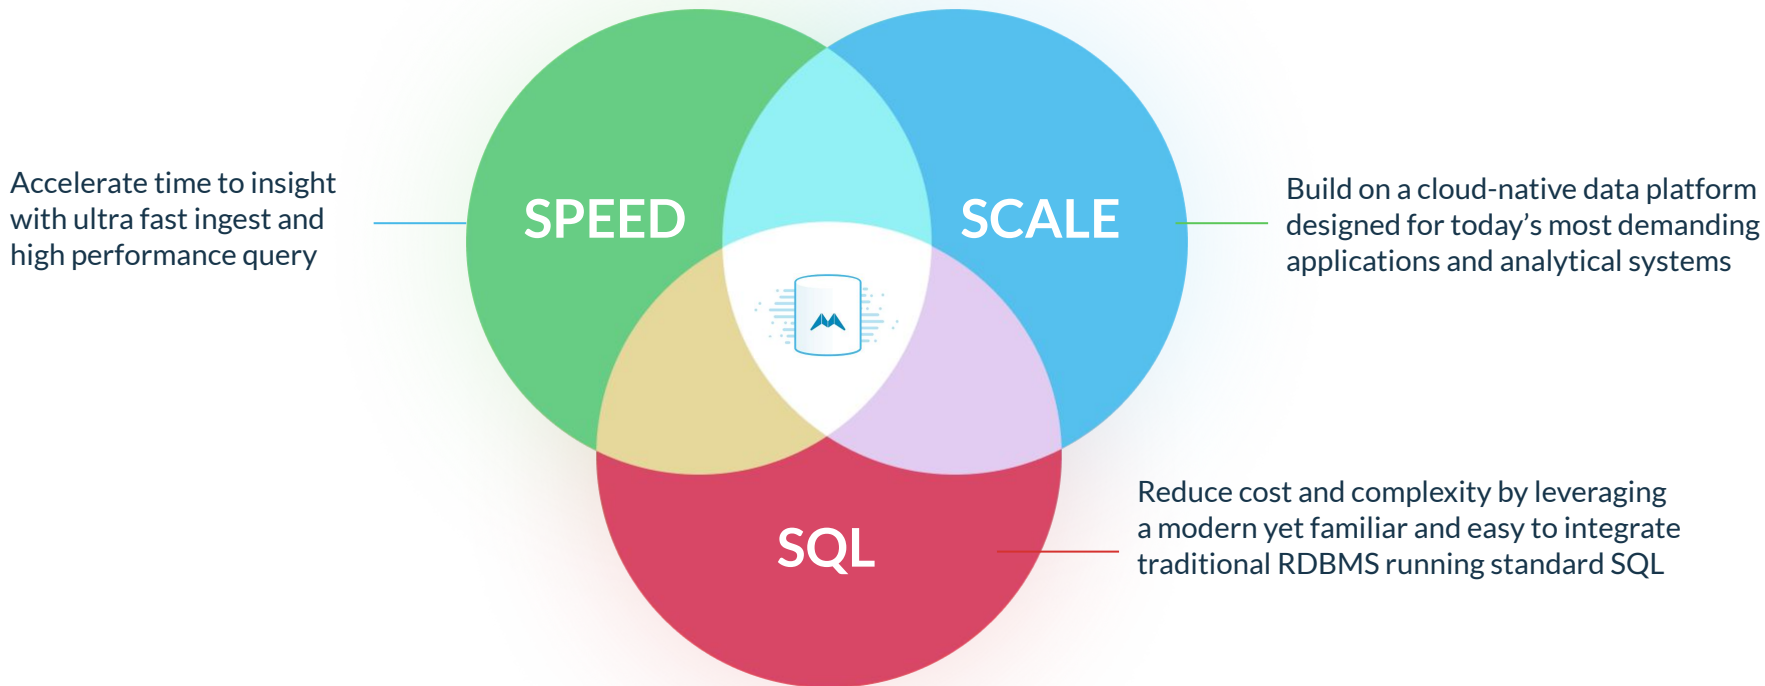 Accelerate time to insight
with ultra fast ingest and
high performance query
SPEED
SCALE
Build on a cloud-native data platform
designed for today’s most demanding
applications and analytical systems
SQL
Reduce cost and complexity by leveraging
a modern yet familiar and easy to integrate
traditional RDBMS running standard SQL